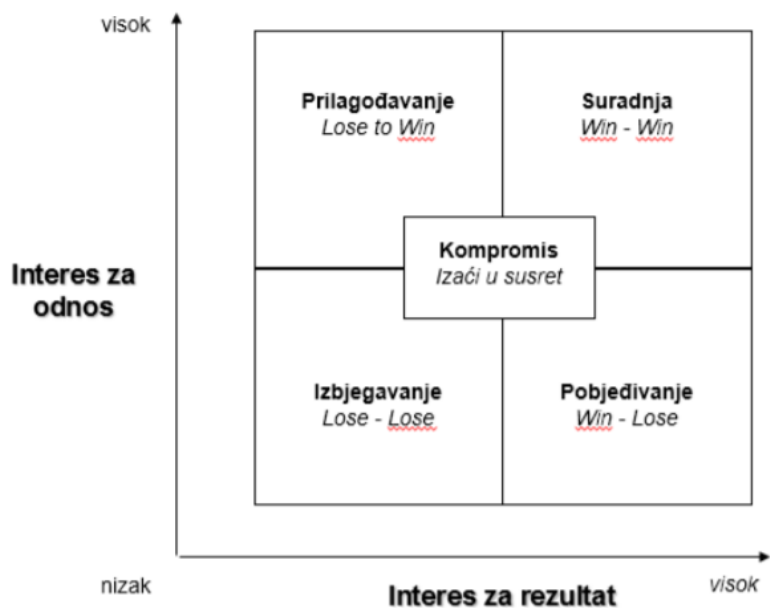 visok
Prilagođavanje
Lose to Win
Suradnja
Win - Win
Kompromis
Izaći u susret
Interes za
odnos
Izbjegavanje
Lose - Lose
Pobjeđivanje
Win - Lose
nizak
Interes za rezultat
visok